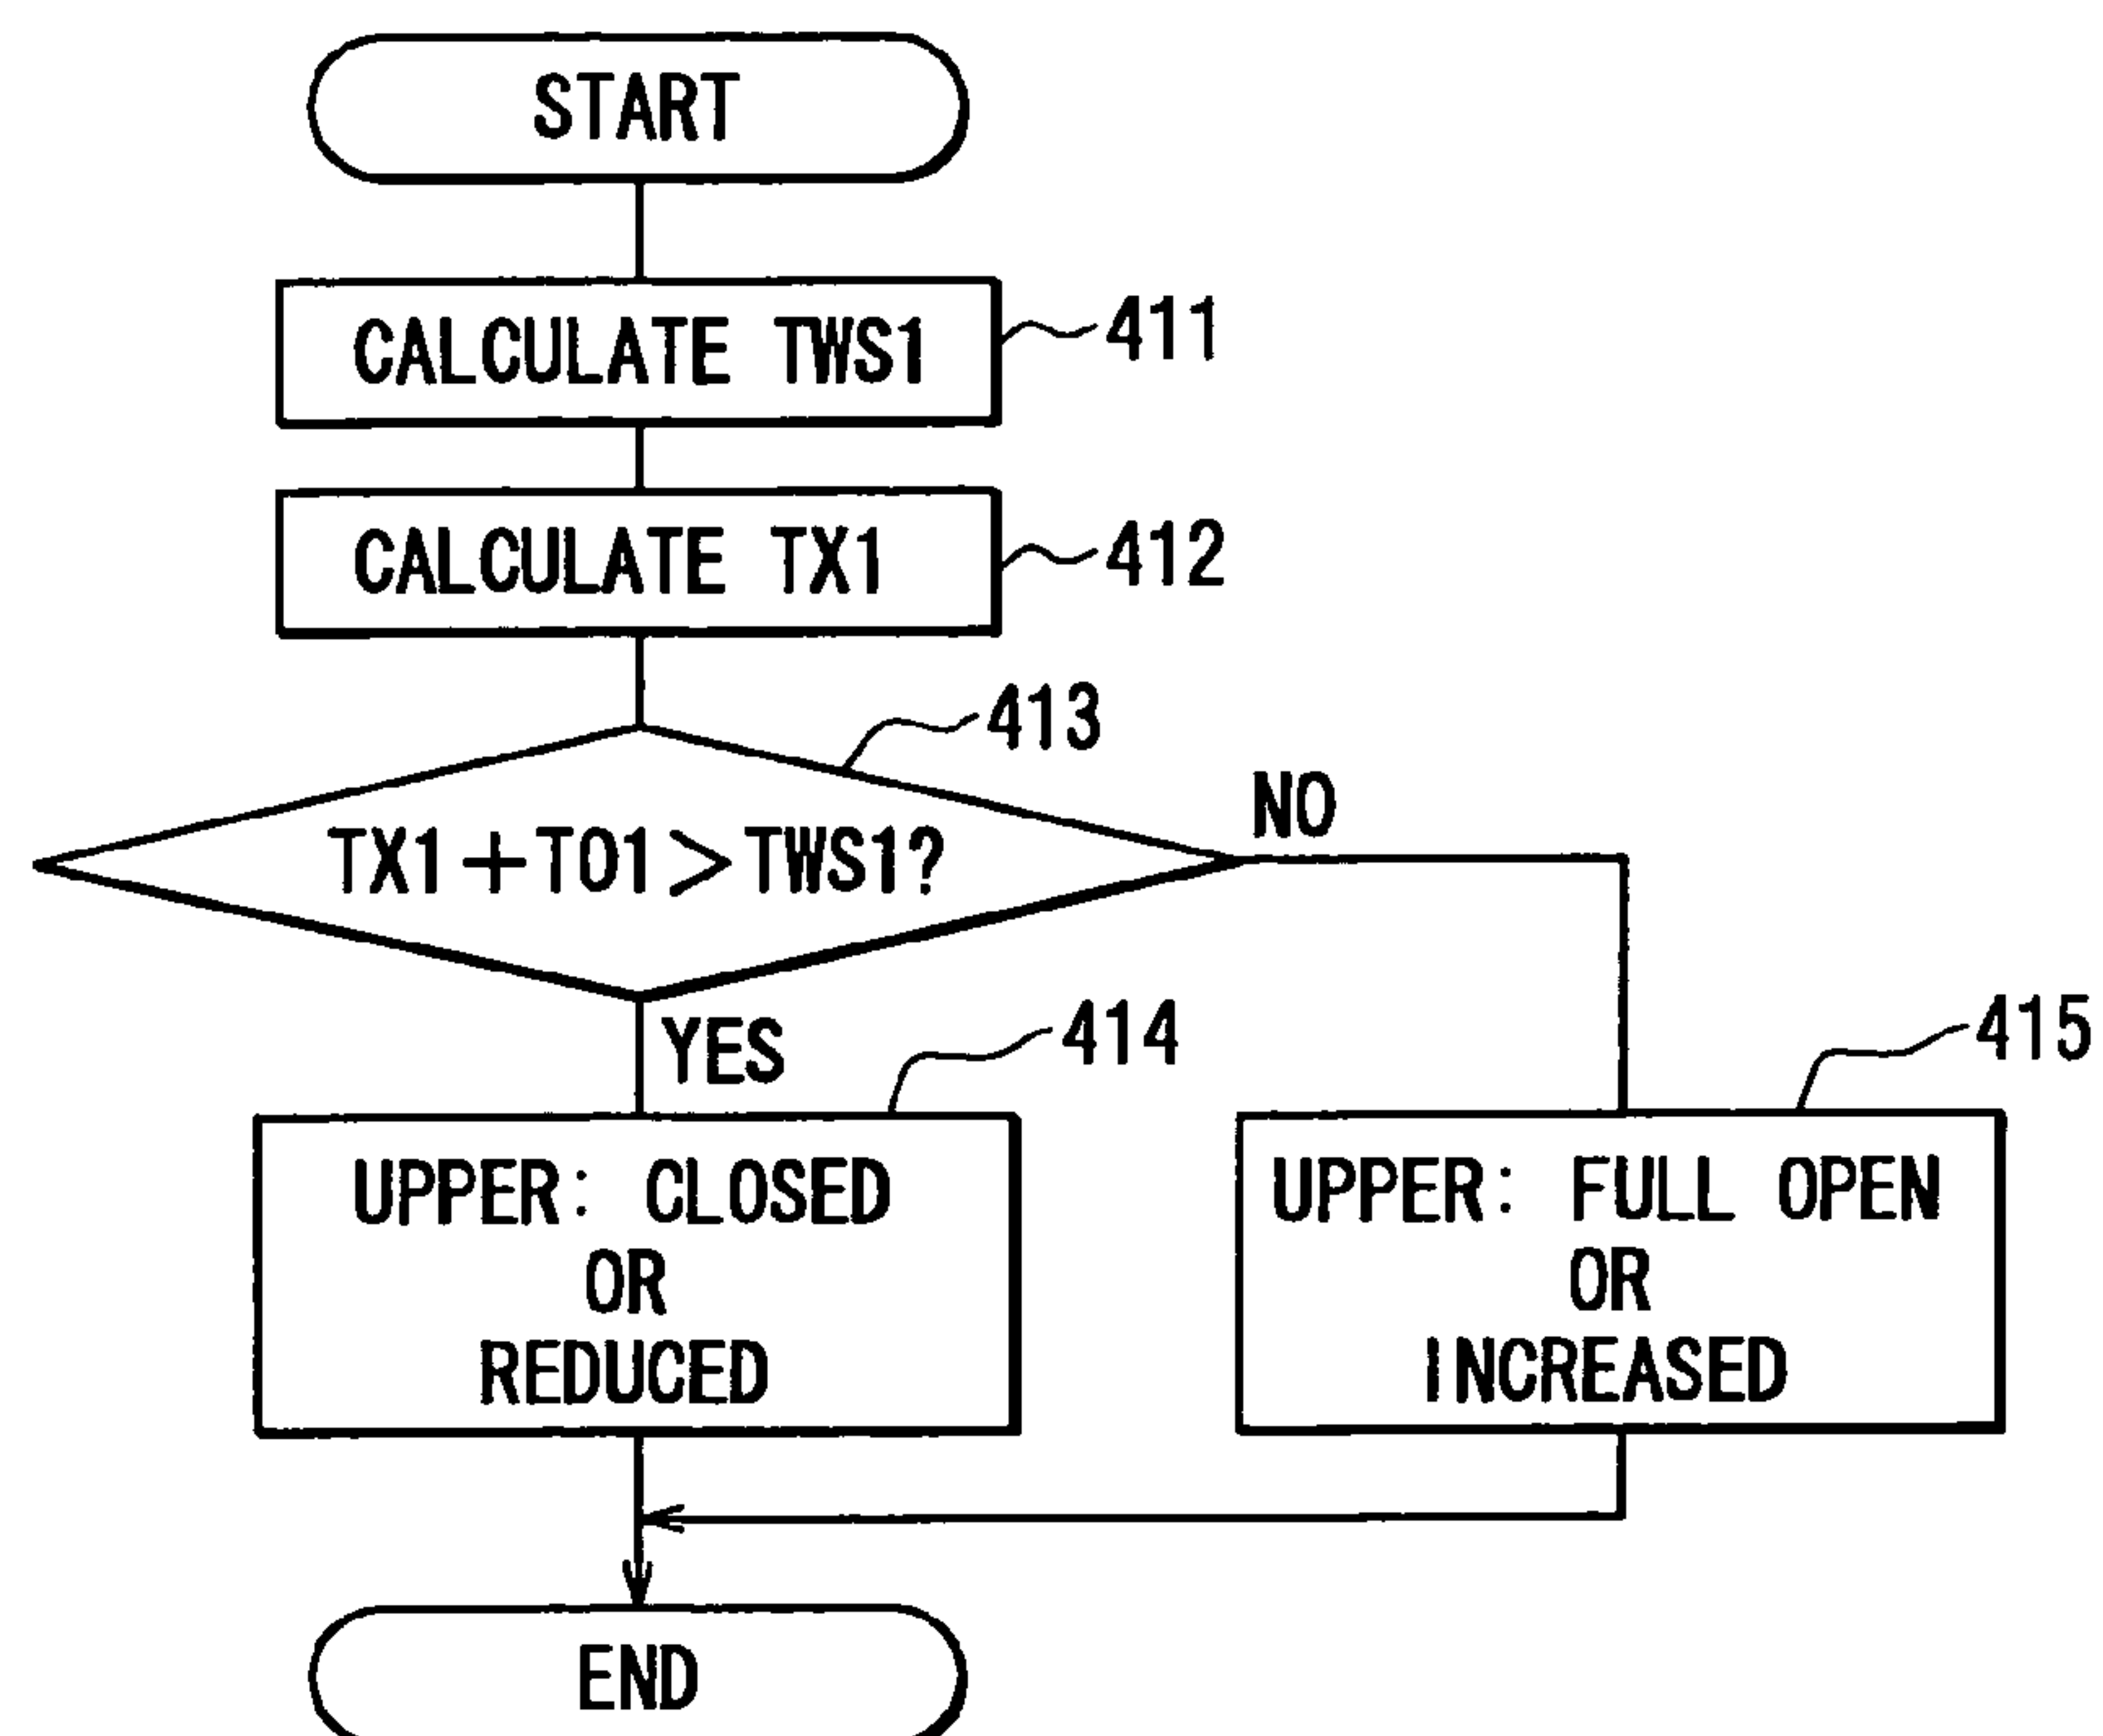 START
CALCULATE TWS1
411
CALCULATE TX1
412
413
TX1+TO1>TWS1?
NO
YES
414
415
UPPER: CLOSED
OR
REDUCED
UPPER: FULL OPEN
OR
INCREASED
END